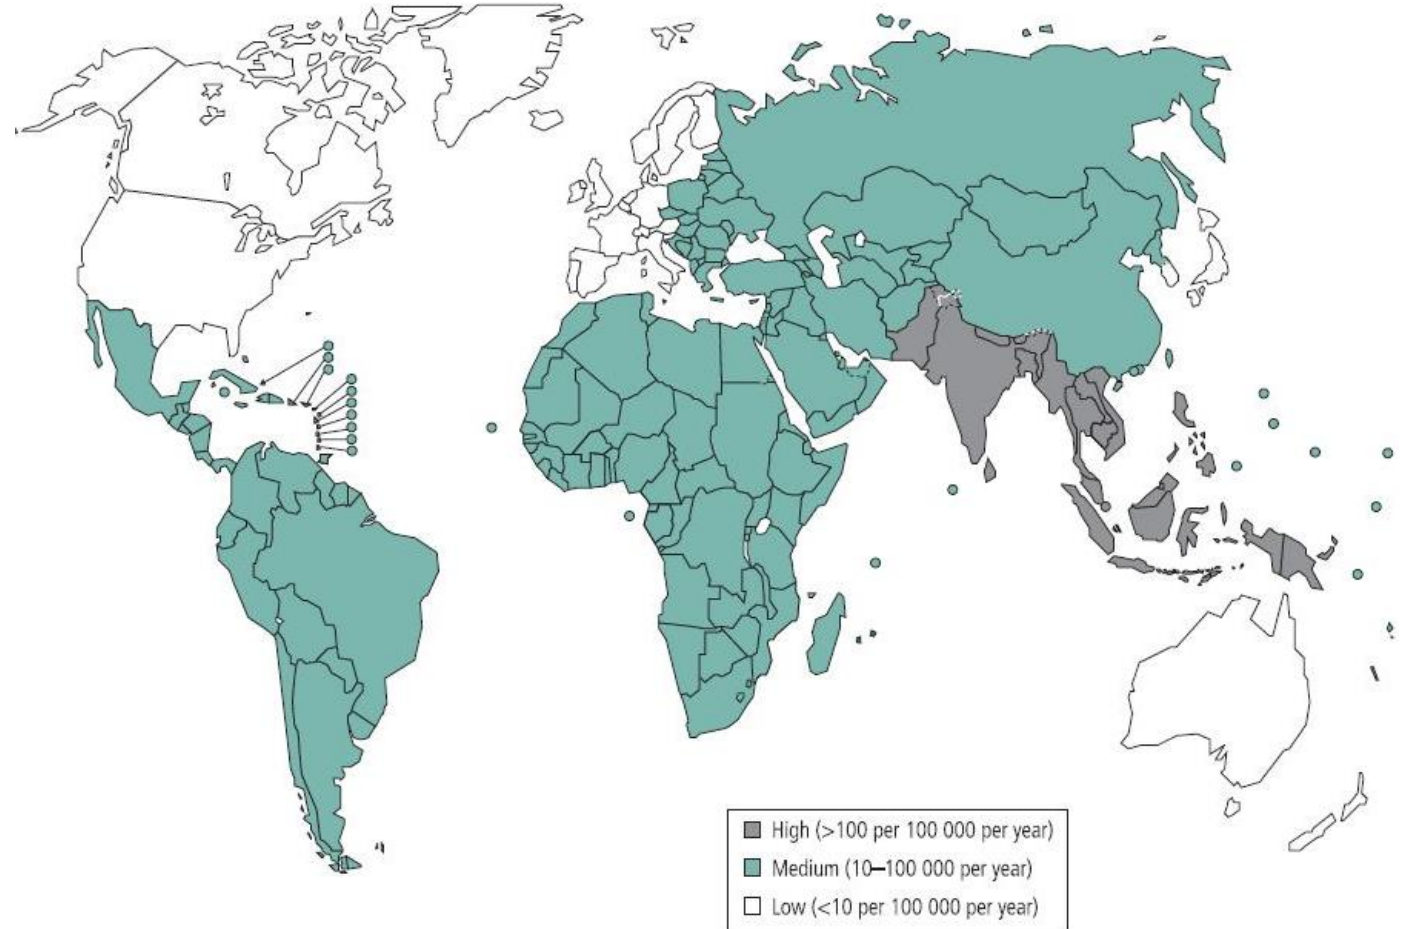 High (>100 per 100 000 per year)
Medium (10–100 000 per year)
Low (<10 per 100 000 per year)